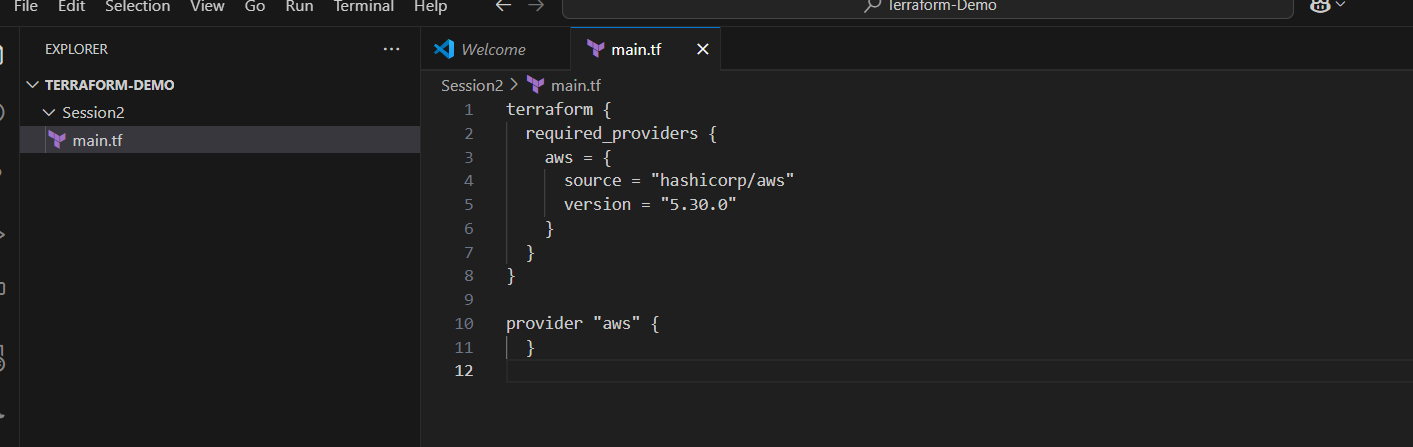 File Edit Selection View Go Run Terminal Help
Terraform-Demo
EXPLORER
TERRAFORM-DEMO
Session2
main.tf
Welcome
main.tf
Session2 > main.tf
1 terraform {
2   required_providers {
3     aws = {
4       source = "hashicorp/aws"
5       version = "5.30.0"
6     }
7   }
8 }
9
10 provider "aws" {
11   }
12